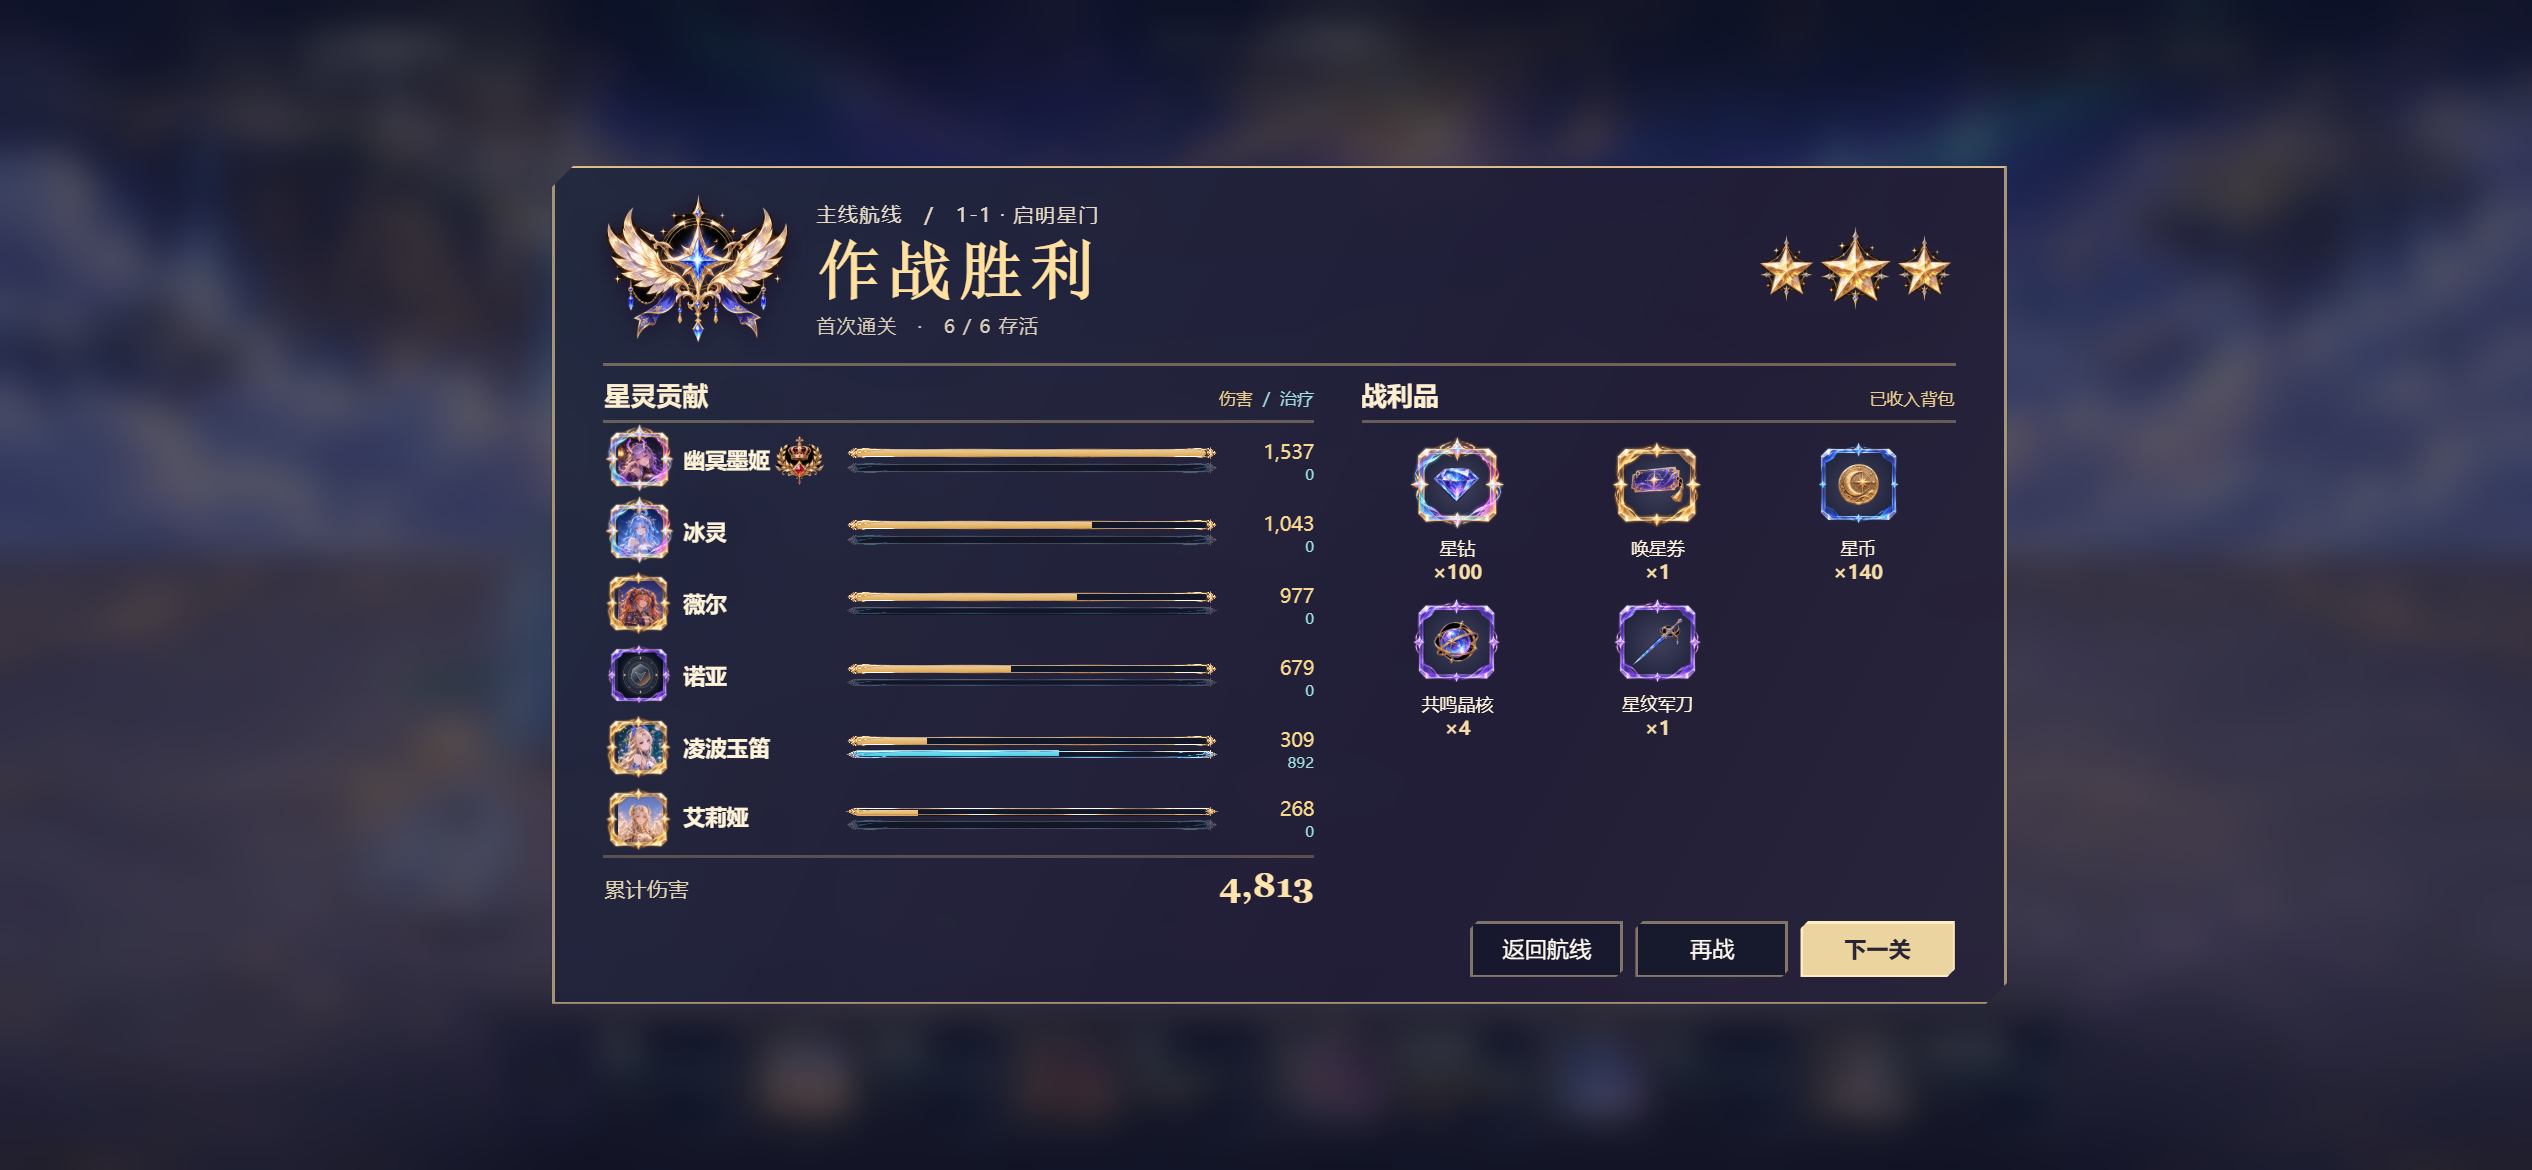 主线航线 / 1-1 · 启明星门
作战胜利
首次通关 · 6 / 6 存活
星灵贡献
伤害 / 治疗
幽冥墨姬
1,537
0
冰灵
1,043
0
薇尔
977
0
诺亚
679
0
凌波玉笛
309
892
艾莉娅
268
0
累计伤害
4,813
战利品
已收入背包
星钻
×100
唤星券
×1
星币
×140
共鸣晶核
×4
星纹军刀
×1
返回航线
再战
下一关